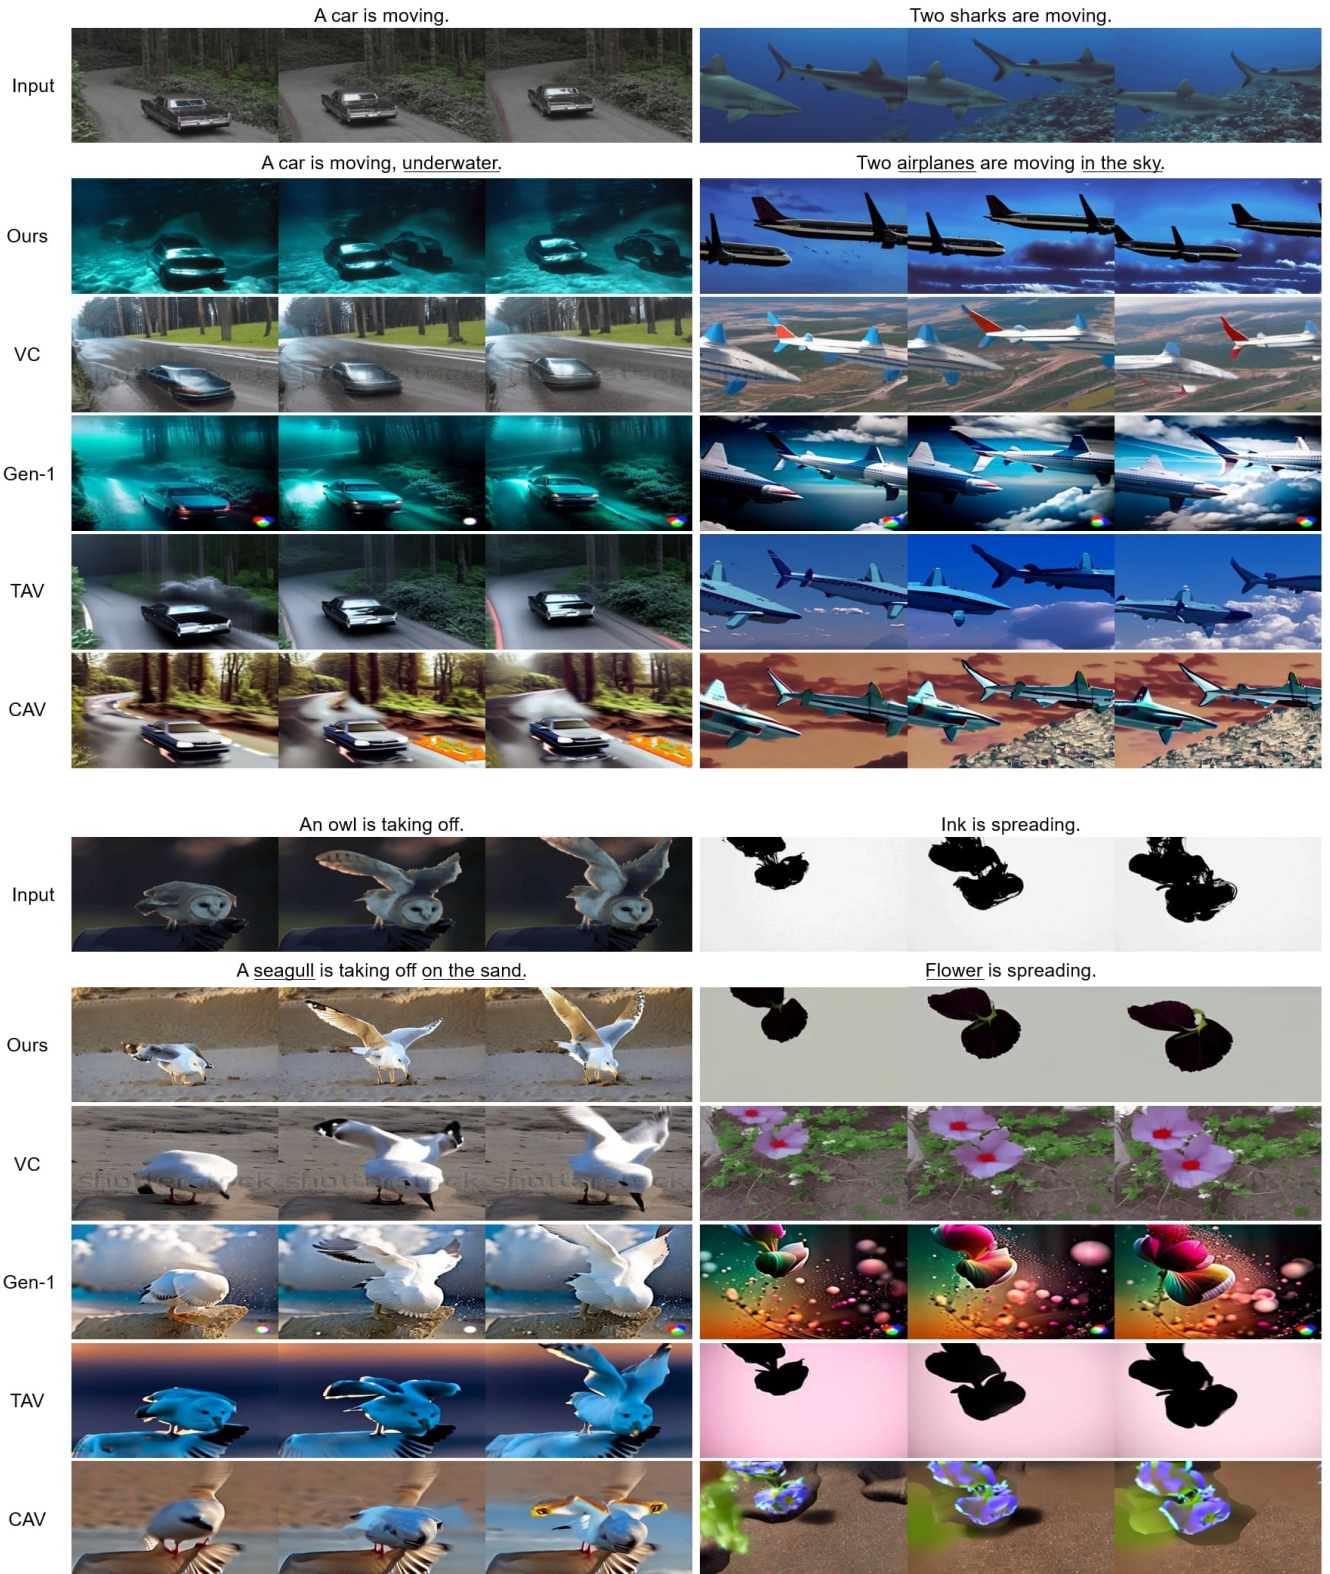 A car is moving.
Two sharks are moving.
Input
A car is moving, underwater.
Two airplanes are moving in the sky.
Ours
VC
Gen-1
TAV
CAV
An owl is taking off.
Ink is spreading.
Input
A seagull is taking off on the sand.
Flower is spreading.
Ours
VC
shutterstock
Gen-1
TAV
CAV